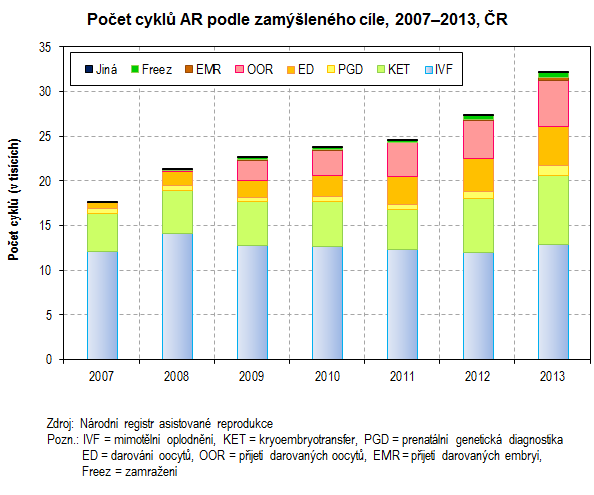 Počet cyklů AR podle zamýšleného cíle, 2007–2013, ČR
Počet cyklů (v tisících)
35
30
25
20
15
10
5
0
Jiná Freez EMR OOR ED PGD KET IVF
2007 2008 2009 2010 2011 2012 2013
Zdroj: Národní registr asistované reprodukce
Pozn.: IVF = mimotělní oplodnění, KET = kryoembryotransfer, PGD = prenatální genetická diagnostika
ED = darování oocytů, OOR = přijetí darovaných oocytů, EMR = přijetí darovaných embryí,
Freez = zamražení